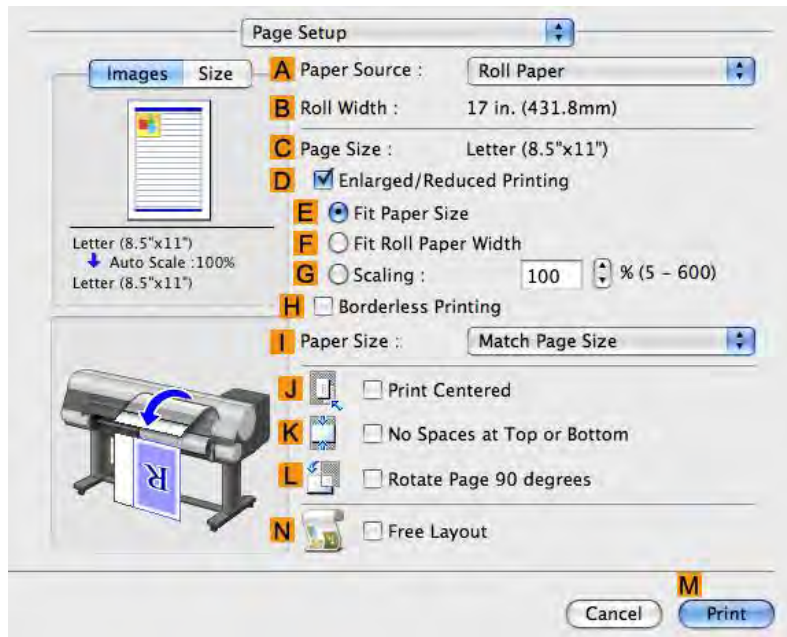 Page Setup
Images Size
A Paper Source : Roll Paper
B Roll Width : 17 in. (431.8mm)
C Page Size : Letter (8.5"x11")
D Enlarged/Reduced Printing
E Fit Paper Size
F Fit Roll Paper Width
G Scaling : 100 % (5 - 600)
H Borderless Printing
I Paper Size : Match Page Size
Letter (8.5"x11")
Auto Scale :100%
Letter (8.5"x11")
J Print Centered
K No Spaces at Top or Bottom
L Rotate Page 90 degrees
N Free Layout
R
M
Cancel Print